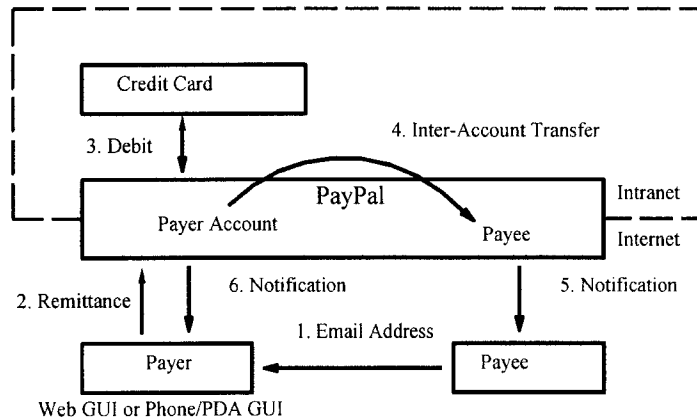 Credit Card
4. Inter-Account Transfer
3. Debit
PayPal
Intranet
Payer Account
Payee
Internet
2. Remittance
6. Notification
5. Notification
1. Email Address
Payer
Payee
Web GUI or Phone/PDA GUI